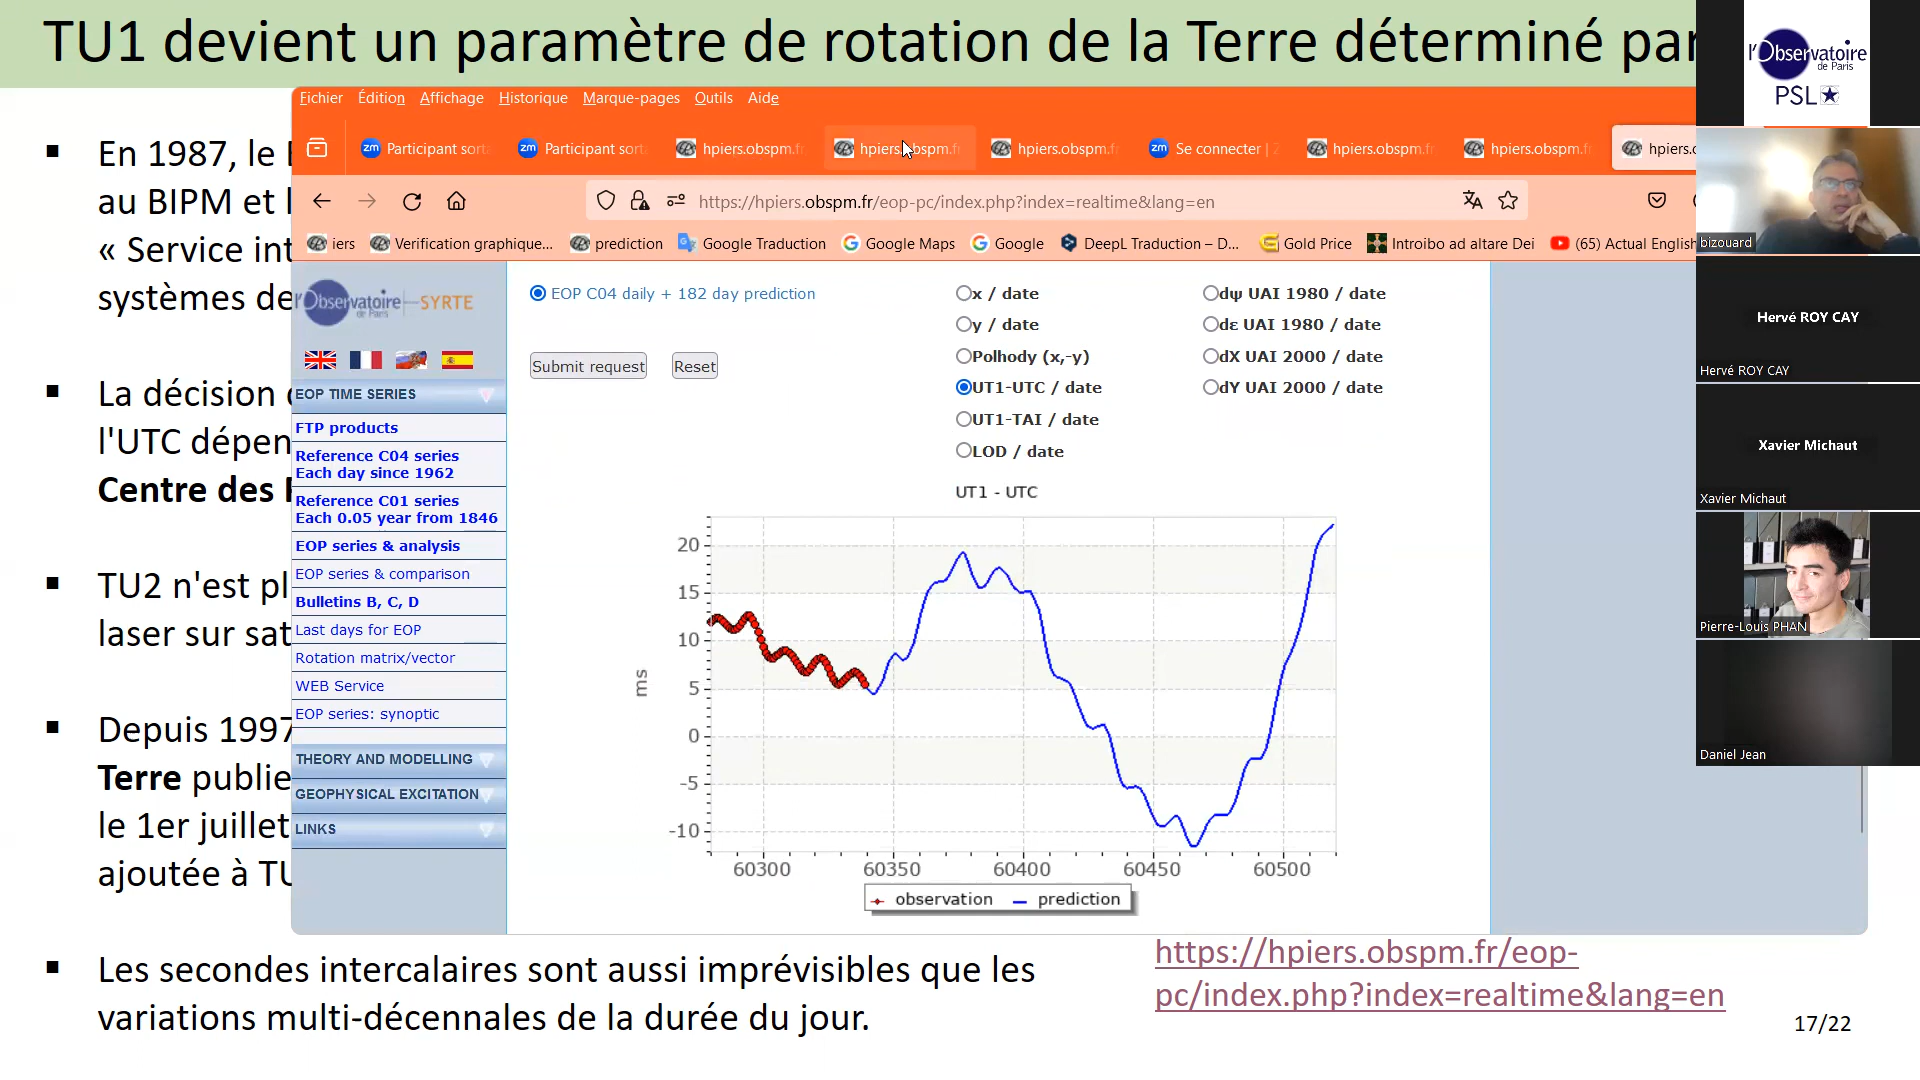 TU1 devient un paramètre de rotation de la Terre déterminé par
l'Observatoire
de Paris
PSL
Fichier Édition Affichage Historique Marque-pages Outils Aide
Participant sorta Participant sorta hpiers.obspm.fr hpiers.obspm.fr hpiers.obspm.fr Se connecter | hpiers.obspm.fr hpiers.obspm.fr hpiers.o
https://hpiers.obspm.fr/eop-pc/index.php?index=realtime&lang=en
iers Verification graphique... prediction Google Traduction Google Maps Google DeepL Traduction – D... Gold Price Introibo ad altare Dei (65) Actual English
En 1987, le
au BIPM et l
« Service int
systèmes de
La décision
l'UTC dépen
Centre des
TU2 n'est pl
laser sur sat
Depuis 1997
Terre publie
le 1er juillet
ajoutée à TU
Les secondes intercalaires sont aussi imprévisibles que les
variations multi-décennales de la durée du jour.
l'Observatoire
de Paris
SYRTE
EOP TIME SERIES
FTP products
Reference C04 series
Each day since 1962
Reference C01 series
Each 0.05 year from 1846
EOP series & analysis
EOP series & comparison
Bulletins B, C, D
Last days for EOP
Rotation matrix/vector
WEB Service
EOP series: synoptic
THEORY AND MODELLING
GEOPHYSICAL EXCITATION
LINKS
EOP C04 daily + 182 day prediction
Submit request Reset
x / date
y / date
Polhody (x,-y)
UT1-UTC / date
UT1-TAI / date
LOD / date
dψ UAI 1980 / date
dε UAI 1980 / date
dX UAI 2000 / date
dY UAI 2000 / date
UT1 - UTC
20
15
10
5
0
-5
-10
ms
60300 60350 60400 60450 60500
observation prediction
https://hpiers.obspm.fr/eop-
pc/index.php?index=realtime&lang=en
17/22
bizouard
Hervé ROY CAY
Hervé ROY CAY
Xavier Michaut
Xavier Michaut
Pierre-Louis PHAN
Daniel Jean